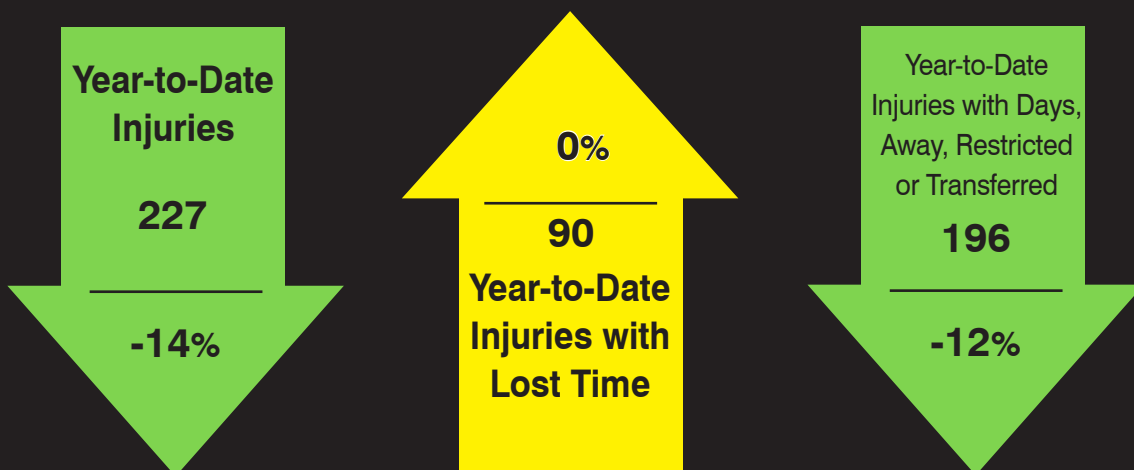 Year-to-Date
Injuries
227
-14%
0%
90
Year-to-Date
Injuries with
Lost Time
Year-to-Date
Injuries with Days,
Away, Restricted
or Transferred
196
-12%